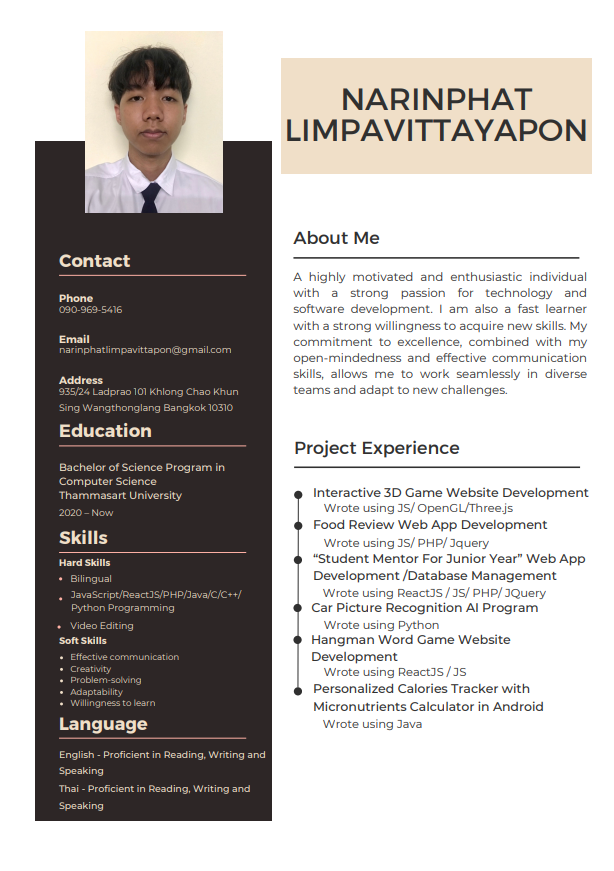 NARINPHAT
LIMPAVITTAYAPON
Contact
Phone
090-969-5416
Email
narinphatlimpavittapon@gmail.com
Address
935/24 Ladprao 101 Khlong Chao Khun
Sing Wangthonglang Bangkok 10310
Education
Bachelor of Science Program in
Computer Science
Thammasart University
2020 – Now
Skills
Hard Skills
• Bilingual
• JavaScript/ReactJS/PHP/Java/C/C++/
Python Programming
• Video Editing
Soft Skills
• Effective communication
• Creativity
• Problem-solving
• Adaptability
• Willingness to learn
Language
English - Proficient in Reading, Writing and
Speaking
Thai - Proficient in Reading, Writing and
Speaking
About Me
A highly motivated and enthusiastic individual
with a strong passion for technology and
software development. I am also a fast learner
with a strong willingness to acquire new skills. My
commitment to excellence, combined with my
open-mindedness and effective communication
skills, allows me to work seamlessly in diverse
teams and adapt to new challenges.
Project Experience
Interactive 3D Game Website Development
Wrote using JS/ OpenGL/Three.js
Food Review Web App Development
Wrote using JS/ PHP/ Jquery
“Student Mentor For Junior Year” Web App
Development /Database Management
Wrote using ReactJS / JS/ PHP/ JQuery
Car Picture Recognition AI Program
Wrote using Python
Hangman Word Game Website
Development
Wrote using ReactJS / JS
Personalized Calories Tracker with
Micronutrients Calculator in Android
Wrote using Java